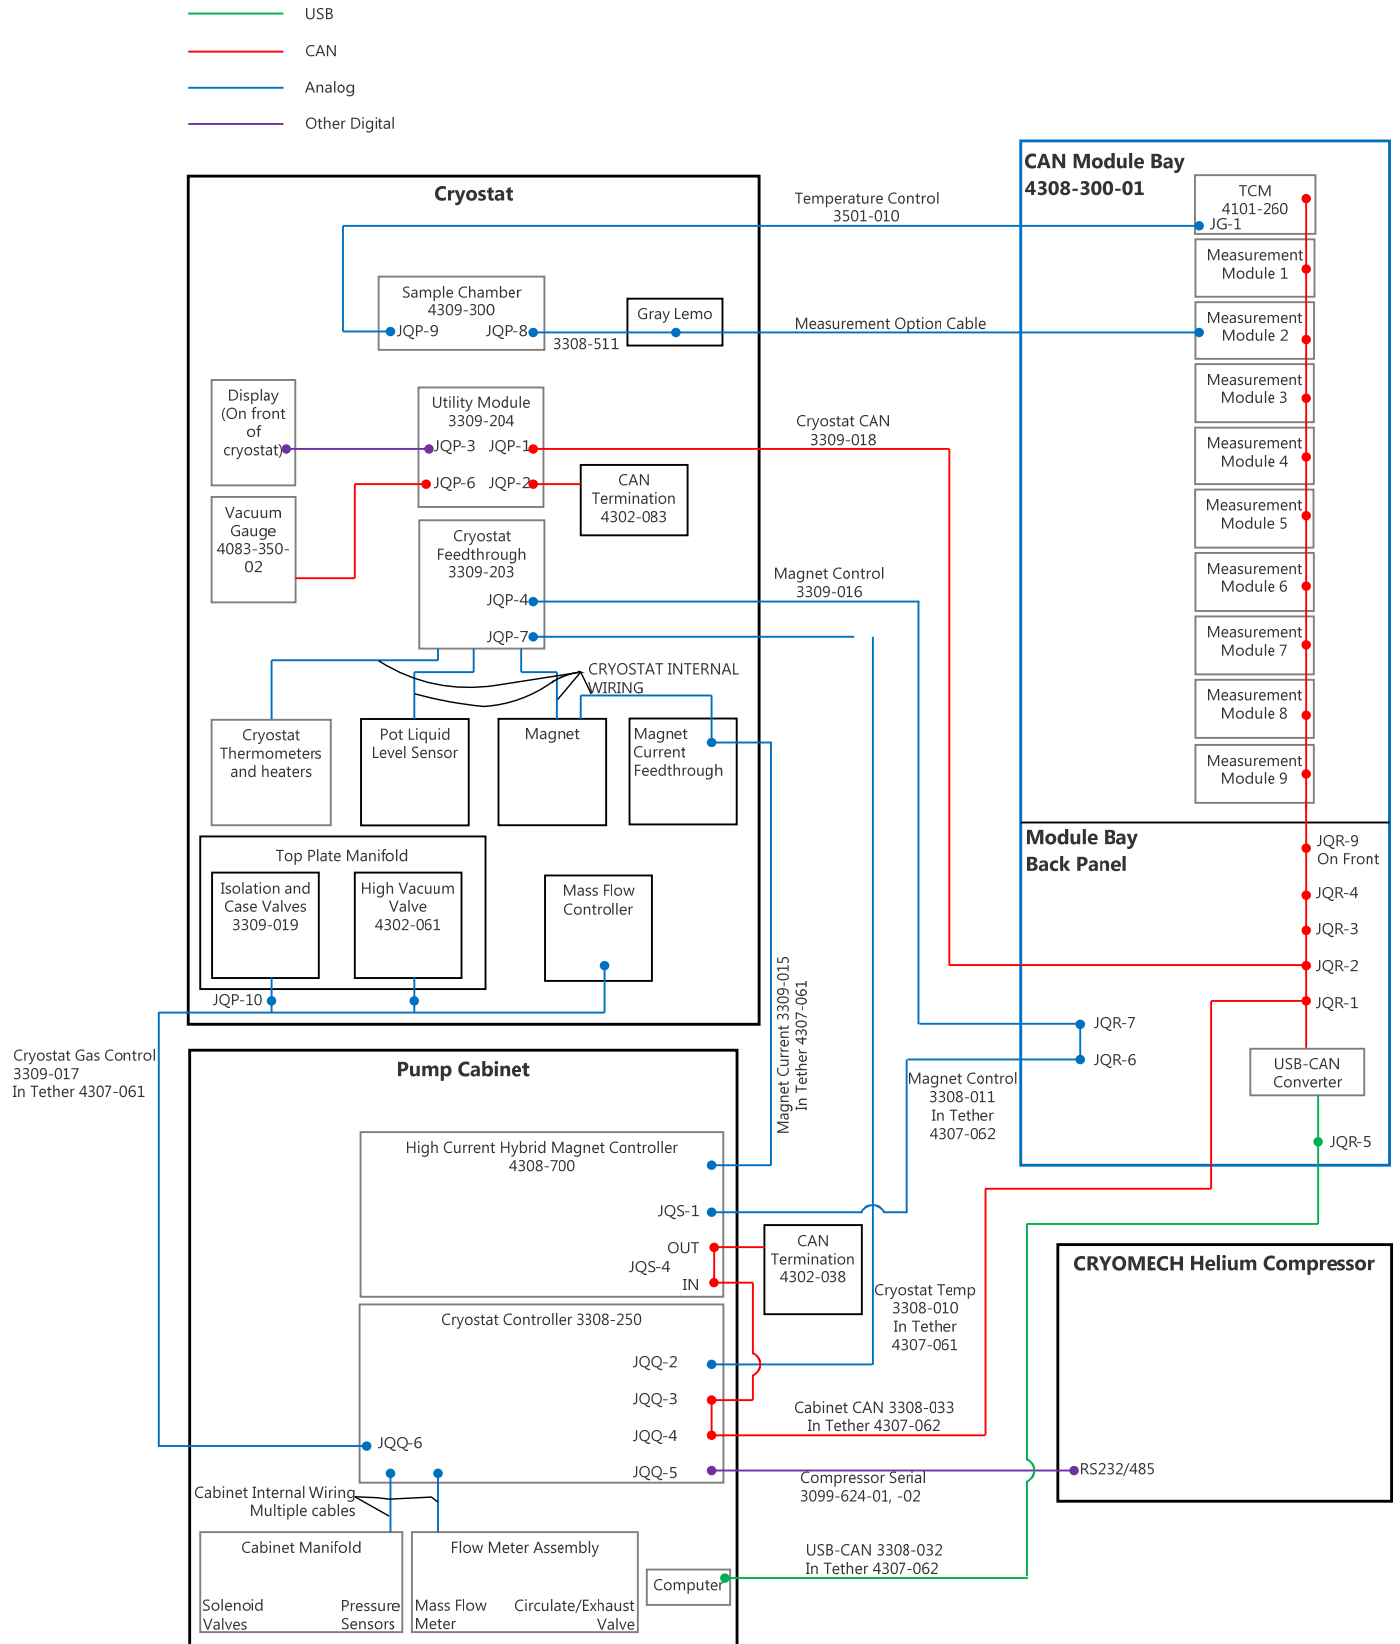 USB
CAN
Analog
Other Digital
CAN Module Bay
4308-300-01
TCM
4101-260
JG-1
Measurement
Module 1
Measurement
Module 2
Measurement
Module 3
Measurement
Module 4
Measurement
Module 5
Measurement
Module 6
Measurement
Module 7
Measurement
Module 8
Measurement
Module 9
Cryostat
Temperature Control
3501-010
Sample Chamber
4309-300
JQP-9
JQP-8
3308-511
Gray Lemo
Measurement Option Cable
Display
(On front
of
cryostat)
Utility Module
3309-204
JQP-3
JQP-1
JQP-6
JQP-2
Cryostat CAN
3309-018
CAN
Termination
4302-083
Vacuum
Gauge
4083-350-
02
Cryostat
Feedthrough
3309-203
JQP-4
JQP-7
Magnet Control
3309-016
CRYOSTAT INTERNAL
WIRING
Cryostat
Thermometers
and heaters
Pot Liquid
Level Sensor
Magnet
Magnet
Current
Feedthrough
Top Plate Manifold
Isolation and
Case Valves
3309-019
High Vacuum
Valve
4302-061
Mass Flow
Controller
JQP-10
Module Bay
Back Panel
JQR-9
On Front
JQR-4
JQR-3
JQR-2
JQR-1
JQR-7
JQR-6
USB-CAN
Converter
JQR-5
Magnet Current 3309-015
In Tether 4307-061
Magnet Control
3308-011
In Tether
4307-062
Cryostat Gas Control
3309-017
In Tether 4307-061
Pump Cabinet
High Current Hybrid Magnet Controller
4308-700
JQS-1
OUT
JQS-4
IN
CAN
Termination
4302-038
Cryostat Temp
3308-010
In Tether
4307-061
CRYOMECH Helium Compressor
Cryostat Controller 3308-250
JQQ-2
JQQ-3
JQQ-4
JQQ-5
JQQ-6
Cabinet CAN 3308-033
In Tether 4307-062
RS232/485
Compressor Serial
3099-624-01, -02
Cabinet Internal Wiring
Multiple cables
Cabinet Manifold
Solenoid
Valves
Pressure
Sensors
Flow Meter Assembly
Mass Flow
Meter
Circulate/Exhaust
Valve
Computer
USB-CAN 3308-032
In Tether 4307-062